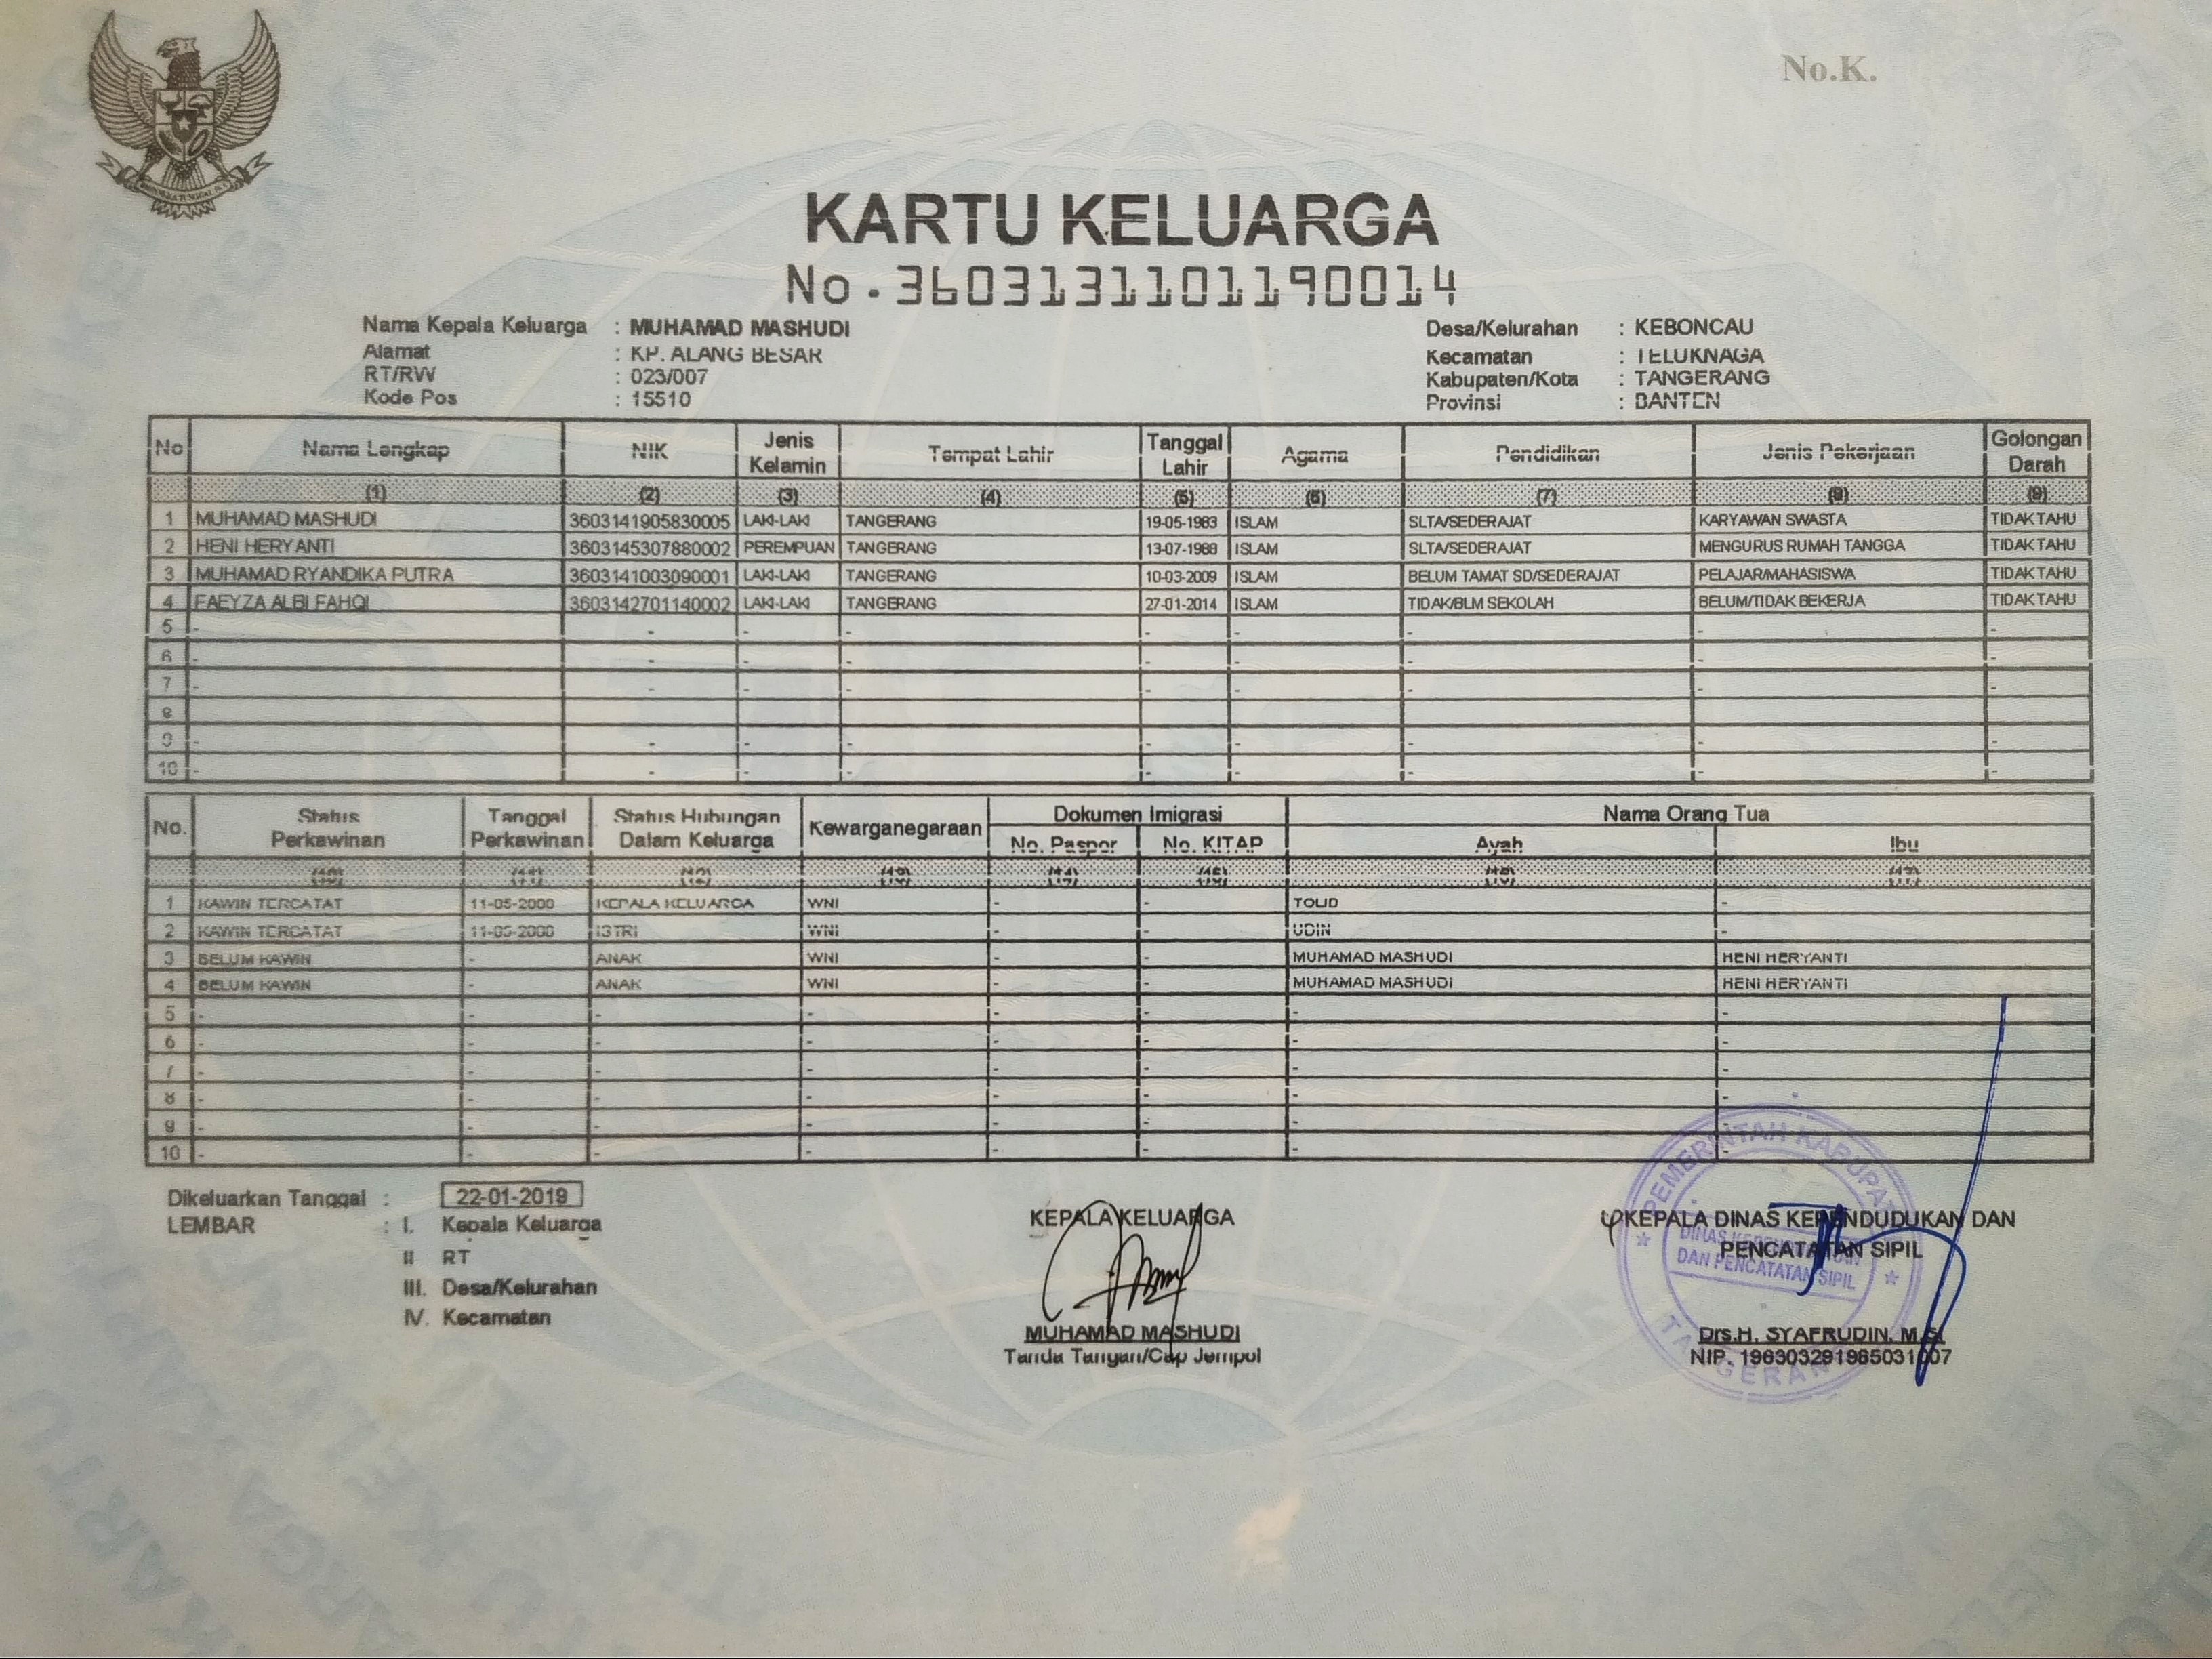 No.K.
KARTU KELUARGA
No. 3603131101190014
Nama Kepala Keluarga : MUHAMAD MASHUDI
Alamat : KP. ALANG BESAR
RT/RW : 023/007
Kode Pos : 15510
Desa/Kelurahan : KEBONCAU
Kecamatan : TELUKNAGA
Kabupaten/Kota : TANGERANG
Provinsi : BANTEN
No Nama Lengkap NIK Jenis Kelamin Tempat Lahir Tanggal Lahir Agama Pendidikan Jenis Pekerjaan Golongan Darah
(1) (2) (3) (4) (5) (6) (7) (8) (9)
1 MUHAMAD MASHUDI 3603141905830005 LAKI-LAKI TANGERANG 19-05-1983 ISLAM SLTA/SEDERAJAT KARYAWAN SWASTA TIDAK TAHU
2 HENI HERYANTI 3603145307880002 PEREMPUAN TANGERANG 13-07-1988 ISLAM SLTA/SEDERAJAT MENGURUS RUMAH TANGGA TIDAK TAHU
3 MUHAMAD RYANDIKA PUTRA 3603141003090001 LAKI-LAKI TANGERANG 10-03-2009 ISLAM BELUM TAMAT SD/SEDERAJAT PELAJAR/MAHASISWA TIDAK TAHU
4 FAEYZA ALBI FAHQI 3603142701140002 LAKI-LAKI TANGERANG 27-01-2014 ISLAM TIDAK/BLM SEKOLAH BELUM/TIDAK BEKERJA TIDAK TAHU
5 - - - - - - - - -
6 - - - - - - - - -
7 - - - - - - - - -
8
9 - - - - - - - - -
10 - - - - - - - - -
No. Status Perkawinan Tanggal Perkawinan Status Hubungan Dalam Keluarga Kewarganegaraan Dokumen Imigrasi Nama Orang Tua
No. Paspor No. KITAP Ayah Ibu
(10) (11) (12) (13) (14) (15) (16) (17)
1 KAWIN TERCATAT 11-05-2000 KEPALA KELUARGA WNI - - TOLID -
2 KAWIN TERCATAT 11-05-2000 ISTRI WNI - - UDIN -
3 BELUM KAWIN - ANAK WNI - - MUHAMAD MASHUDI HENI HERYANTI
4 BELUM KAWIN - ANAK WNI - - MUHAMAD MASHUDI HENI HERYANTI
5 - - - - - - - -
6 - - - - - - - -
7 - - - - - - - -
8 - - - - - - - -
9 - - - - - - - -
10 - - - - - - - -
Dikeluarkan Tanggal : 22-01-2019
LEMBAR : I. Kepala Keluarga
II RT
III. Desa/Kelurahan
IV. Kecamatan
KEPALA KELUARGA
MUHAMAD MASHUDI
Tanda Tangan/Cap Jempol
KEPALA DINAS KEPENDUDUKAN DAN
PENCATATAN SIPIL
Drs.H. SYAFRUDIN, M.Si
NIP. 196303291985031007
PEMERINTAH KABUPATEN
DINAS KEPENDUDUKAN
DAN PENCATATAN SIPIL
TANGERANG